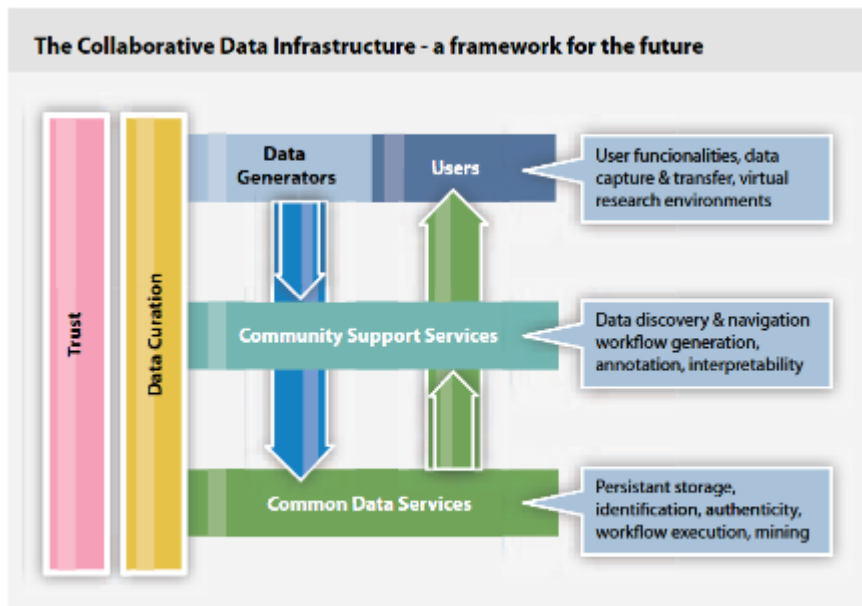 The Collaborative Data Infrastructure - a framework for the future
Trust
Data Curation
Data
Generators
Users
User funcionalities, data
capture & transfer, virtual
research environments
Community Support Services
Data discovery & navigation
workflow generation,
annotation, interpretability
Common Data Services
Persistant storage,
identification, authenticity,
workflow execution, mining